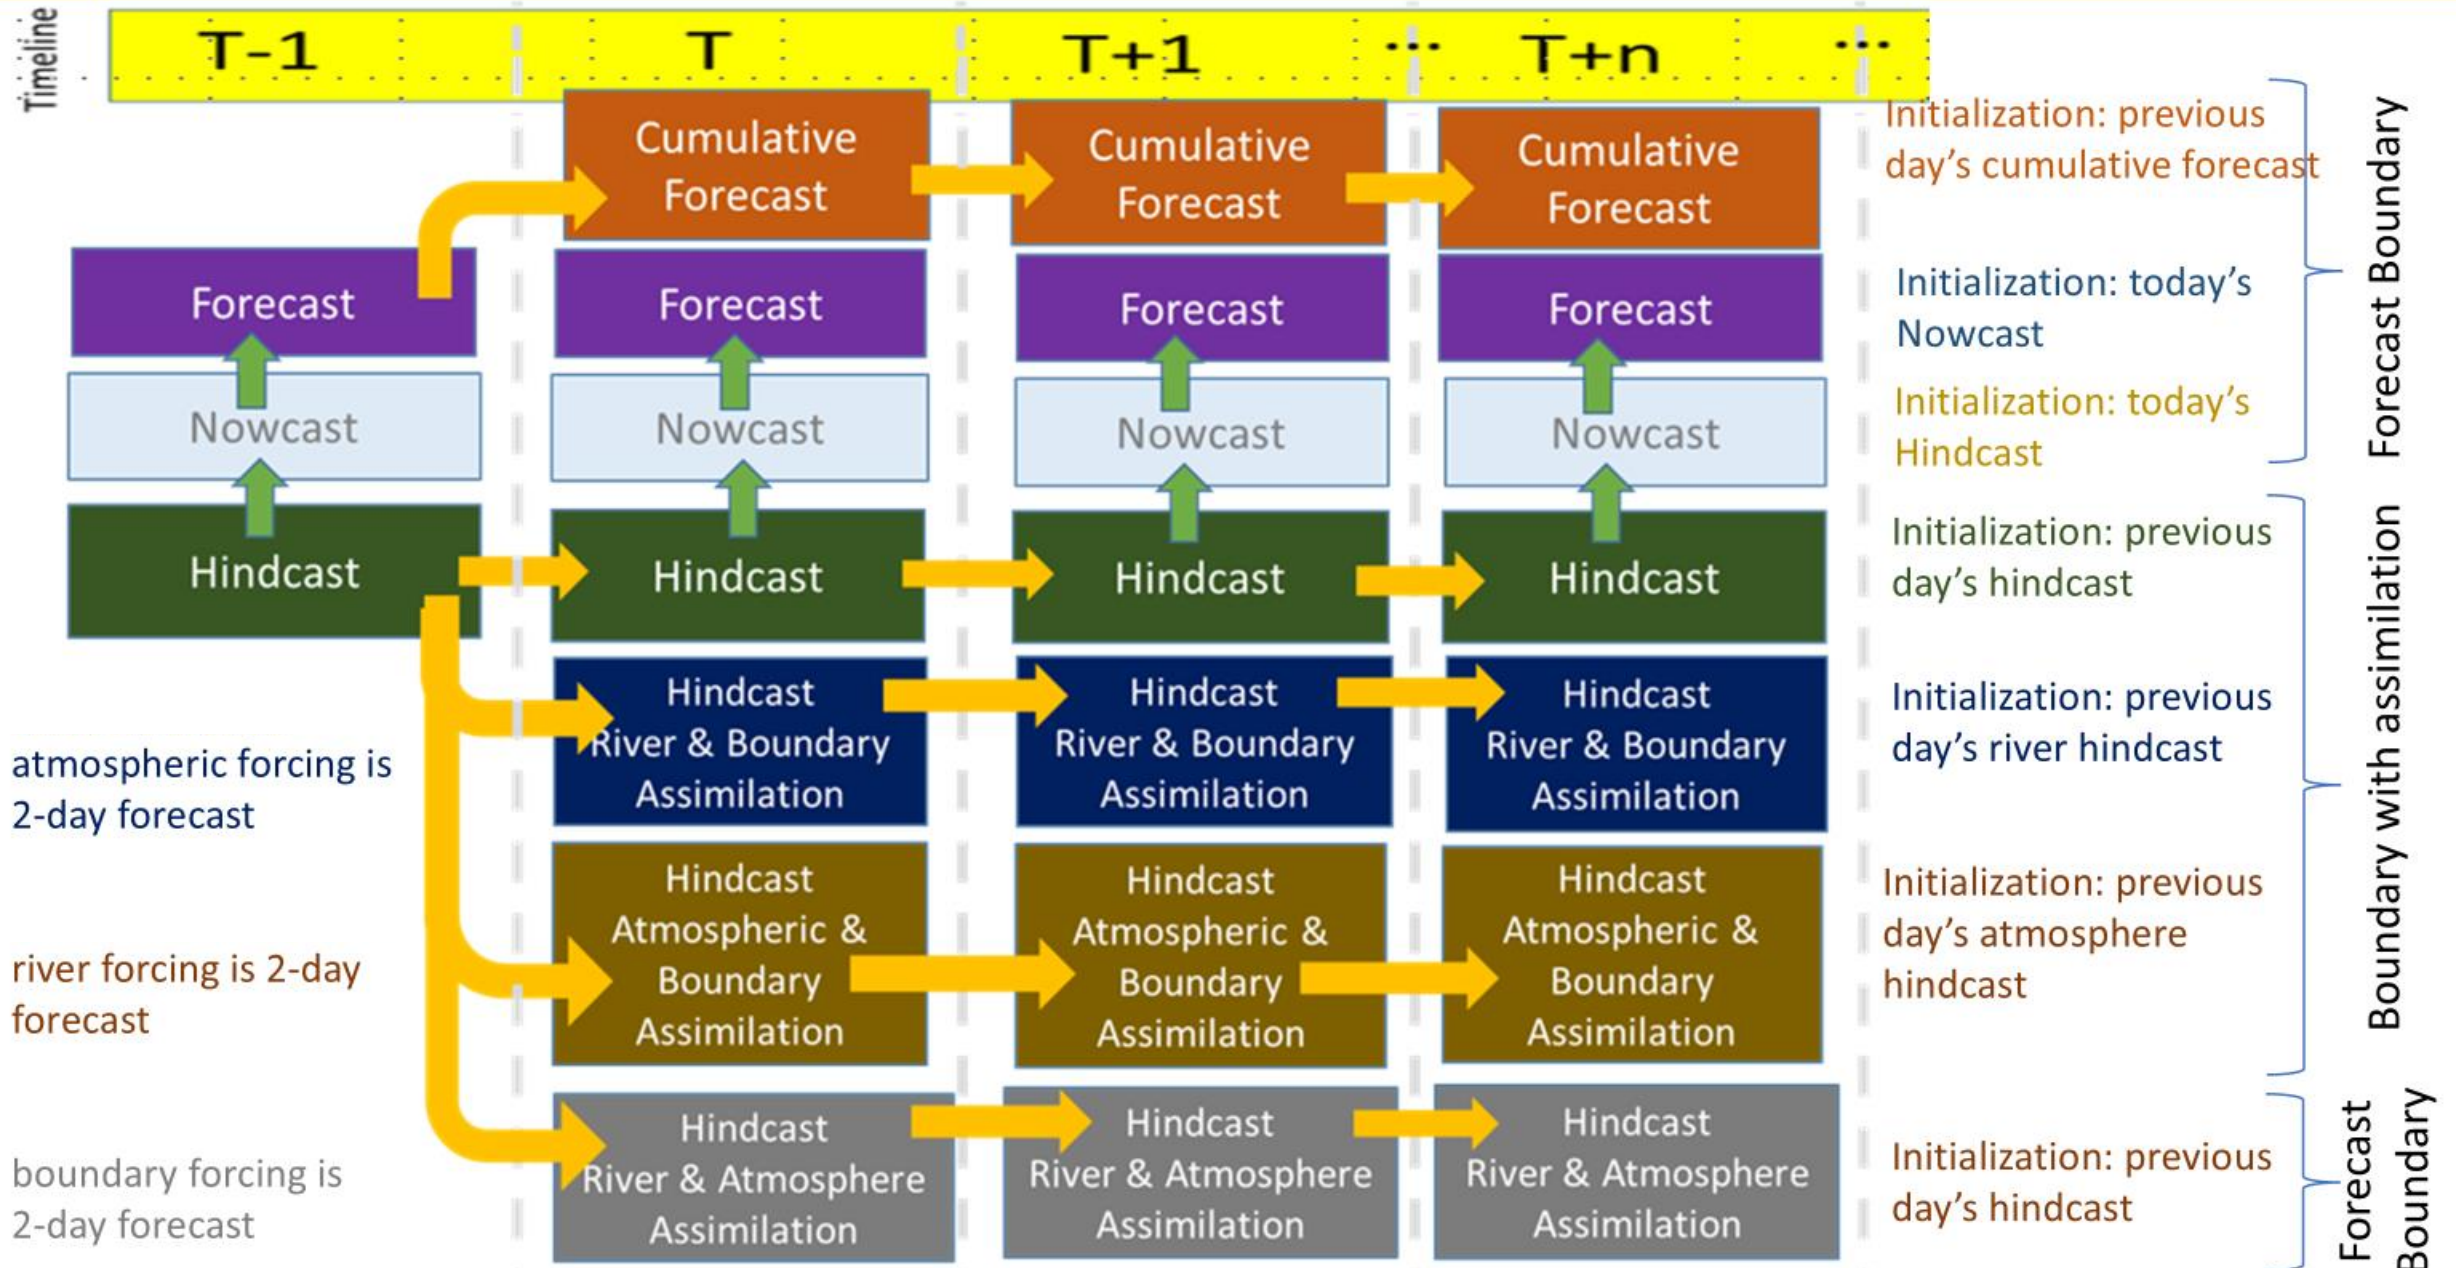 Timeline
T-1
T
T+1
...
T+n
...
Cumulative
Forecast
Cumulative
Forecast
Cumulative
Forecast
Initialization: previous
day's cumulative forecast
Forecast
Forecast
Forecast
Forecast
Initialization: today's
Nowcast
Nowcast
Nowcast
Nowcast
Nowcast
Initialization: today's
Hindcast
Forecast Boundary
Hindcast
Hindcast
Hindcast
Hindcast
Initialization: previous
day's hindcast
atmospheric forcing is
2-day forecast
Hindcast
River & Boundary
Assimilation
Hindcast
River & Boundary
Assimilation
Hindcast
River & Boundary
Assimilation
Initialization: previous
day's river hindcast
river forcing is 2-day
forecast
Hindcast
Atmospheric &
Boundary
Assimilation
Hindcast
Atmospheric &
Boundary
Assimilation
Hindcast
Atmospheric &
Boundary
Assimilation
Initialization: previous
day's atmosphere
hindcast
Boundary with assimilation
boundary forcing is
2-day forecast
Hindcast
River & Atmosphere
Assimilation
Hindcast
River & Atmosphere
Assimilation
Hindcast
River & Atmosphere
Assimilation
Initialization: previous
day's hindcast
Forecast
Boundary